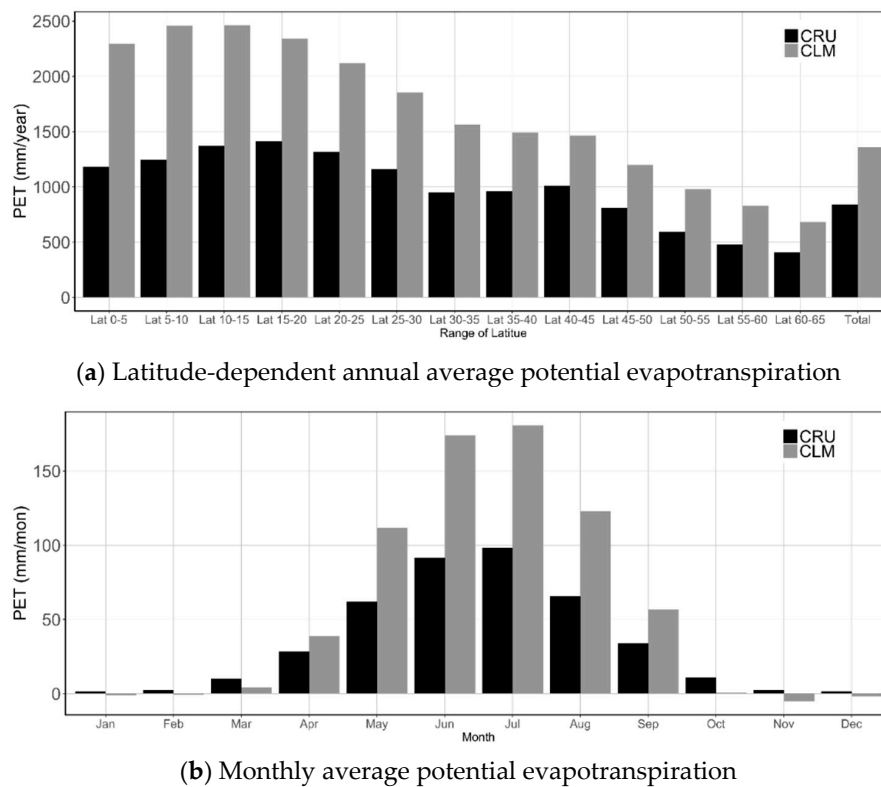 2500
2000
1500
1000
500
0
PET (mm/year)
CRU
CLM
Lat 0-5 Lat 5-10 Lat 10-15 Lat 15-20 Lat 20-25 Lat 25-30 Lat 30-35 Lat 35-40 Lat 40-45 Lat 45-50 Lat 50-55 Lat 55-60 Lat 60-65 Total
Range of Latitue
(a) Latitude-dependent annual average potential evapotranspiration
150
100
50
0
PET (mm/mon)
CRU
CLM
Jan Feb Mar Apr May Jun Jul Aug Sep Oct Nov Dec
Month
(b) Monthly average potential evapotranspiration